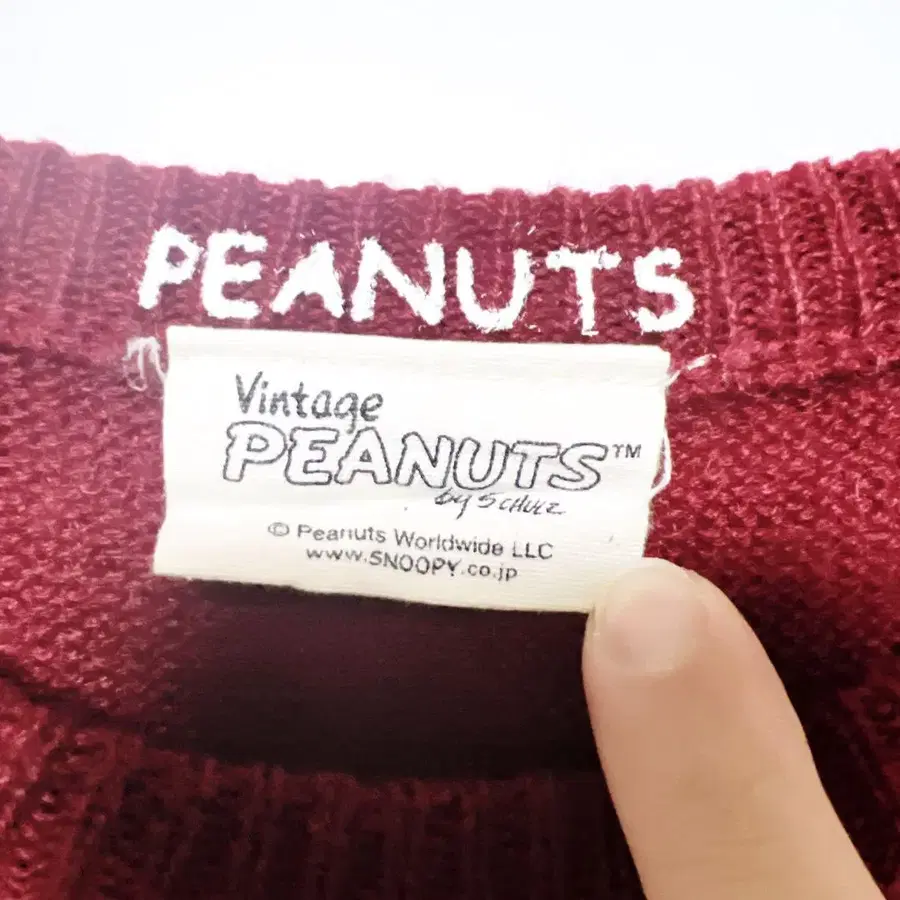 PEANUTS
Vintage
PEANUTS™
by SCHULZ
© Peanuts Worldwide LLC
www.SNOOPY.co.jp